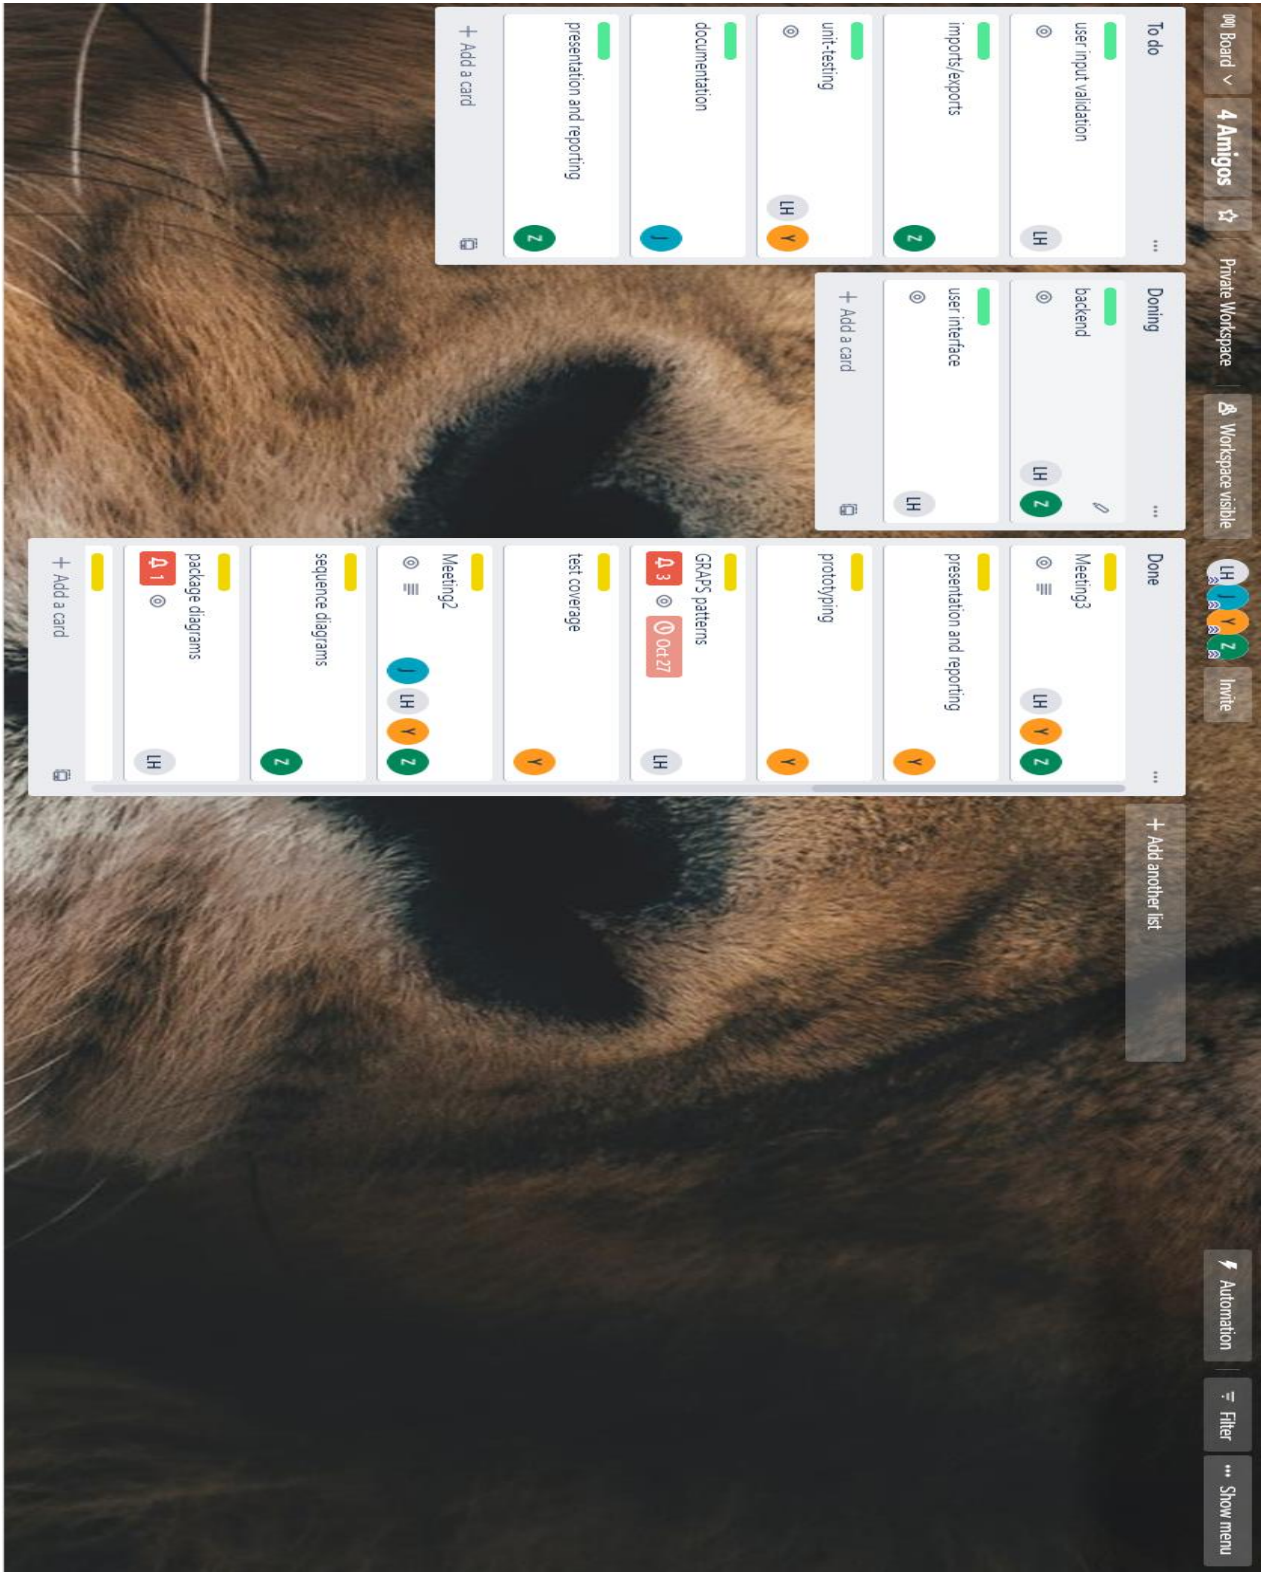 Board
4 Amigos
Private Workspace
Workspace visible
LH J Y Z
Invite
Automation
Filter
Show menu
To do
user input validation
LH
imports/exports
Z
unit-testing
LH Y
documentation
J
presentation and reporting
Z
+ Add a card
Doning
backend
LH Z
user interface
LH
+ Add a card
Done
Meeting3
LH Y Z
presentation and reporting
Y
prototyping
Y
GRAPS patterns
3 Oct 27
LH
test coverage
Y
Meeting2
J LH Y Z
sequence diagrams
Z
package diagrams
1
LH
+ Add a card
+ Add another list